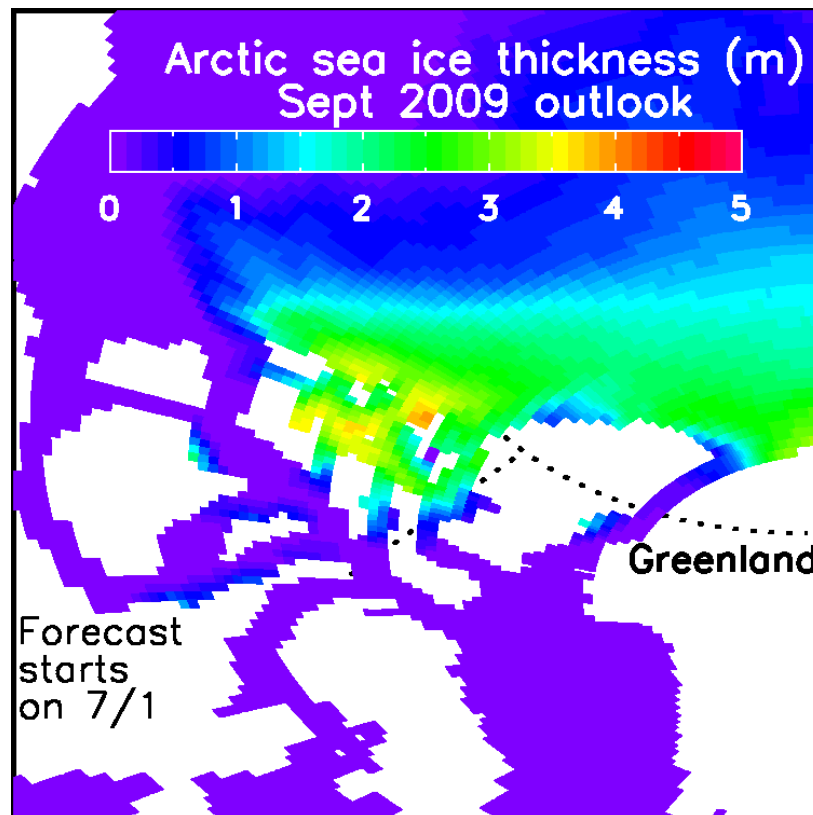 Arctic sea ice thickness (m)
Sept 2009 outlook
0 1 2 3 4 5
Greenland
Forecast
starts
on 7/1